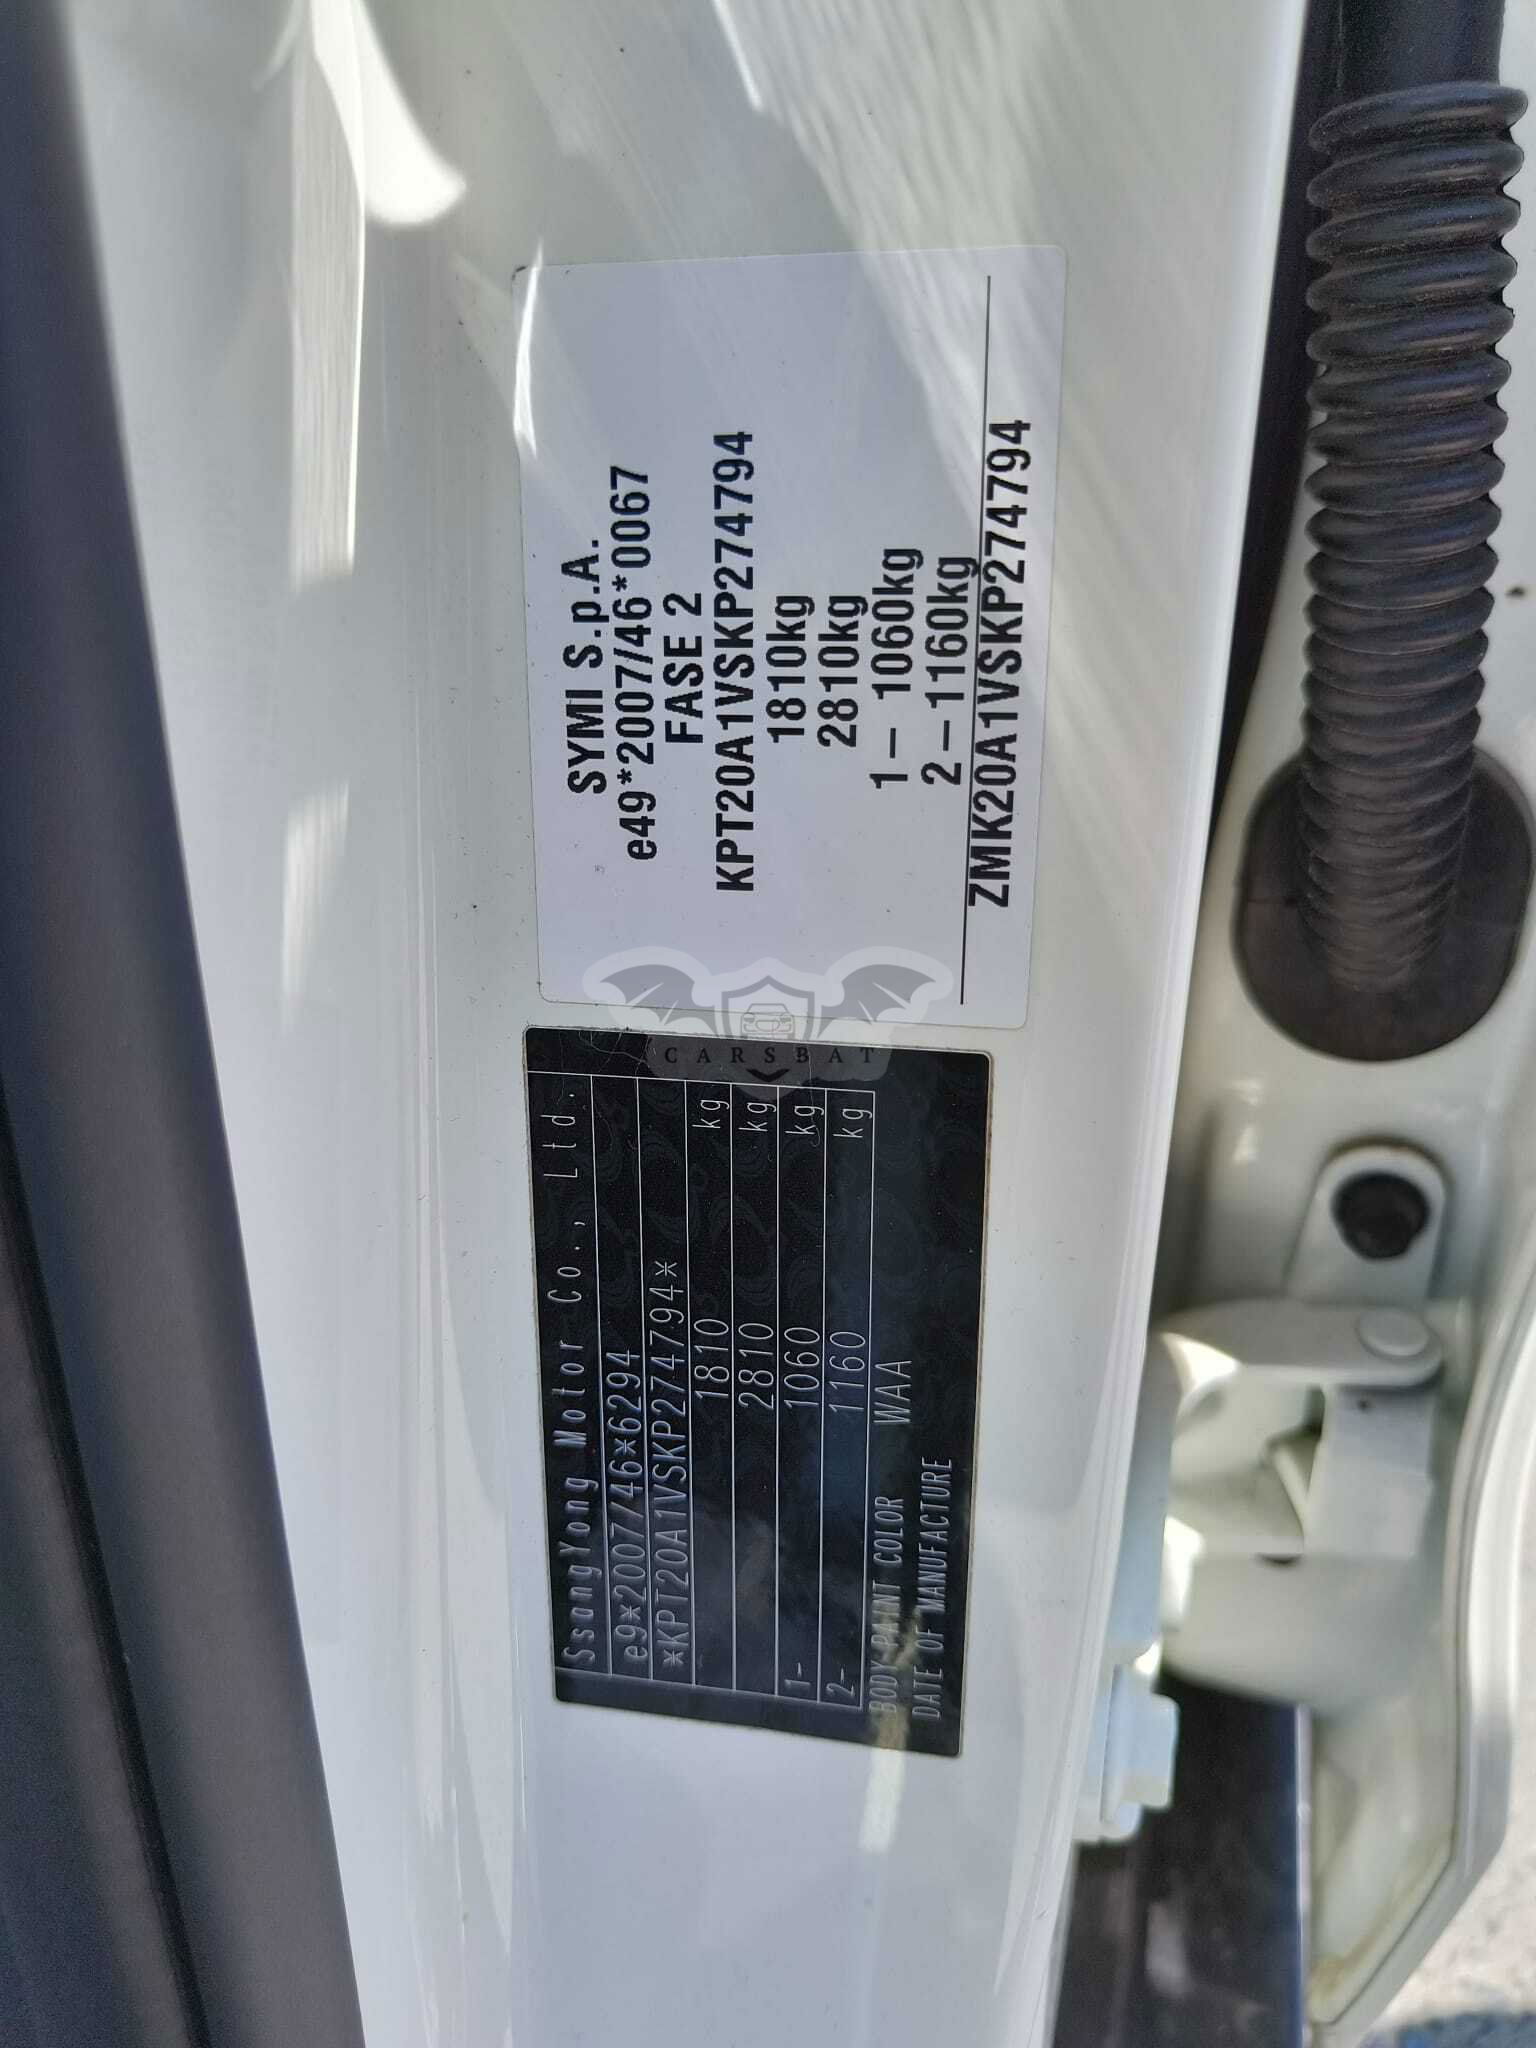 SsangYong Motor Co., Ltd.
e9*2007/46*6294
*KPT20A1VSKP274794*
1810 kg
2810 kg
1- 1060 kg
2- 1160 kg
BODY PAINT COLOR WAA
DATE OF MANUFACTURE
SYMI S.p.A.
e49*2007/46*0067
FASE 2
KPT20A1VSKP274794
1810kg
2810kg
1– 1060kg
2–1160kg
ZMK20A1VSKP274794
CARSBAT